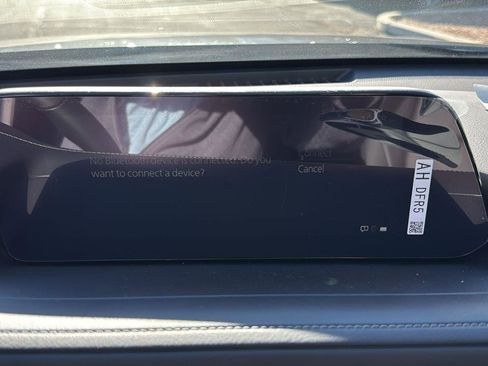 No Bluetooth device is connected. Do you
want to connect a device?
Connect
Cancel
AH DFR5